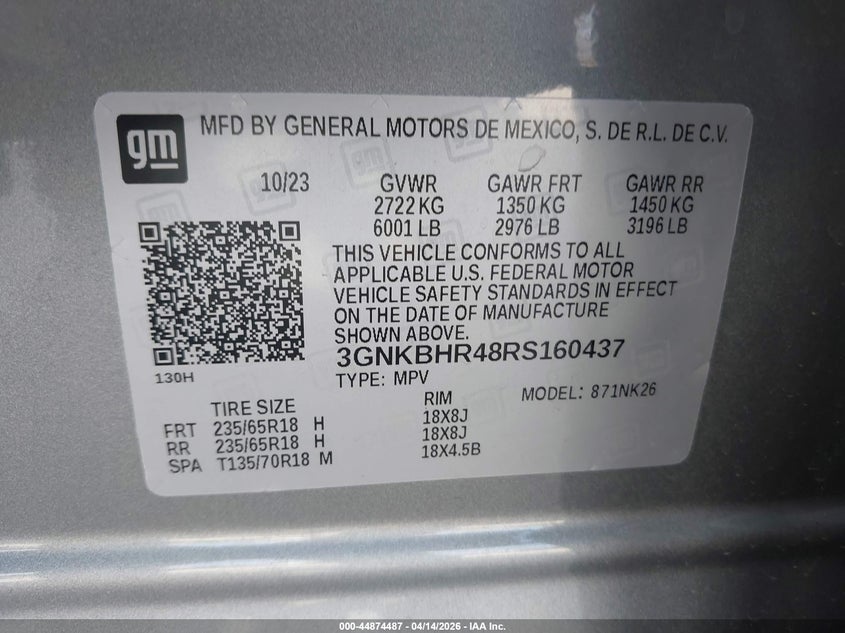 gm
MFD BY GENERAL MOTORS DE MEXICO, S. DE R.L. DE C.V.
10/23 GVWR GAWR FRT GAWR RR
2722 KG 1350 KG 1450 KG
6001 LB 2976 LB 3196 LB
THIS VEHICLE CONFORMS TO ALL
APPLICABLE U.S. FEDERAL MOTOR
VEHICLE SAFETY STANDARDS IN EFFECT
ON THE DATE OF MANUFACTURE
SHOWN ABOVE.
3GNKBHR48RS160437
130H
TYPE: MPV MODEL: 871NK26
TIRE SIZE RIM
FRT 235/65R18 H 18X8J
RR 235/65R18 H 18X8J
SPA T135/70R18 M 18X4.5B
000-44874487 - 04/14/2026 - IAA Inc.